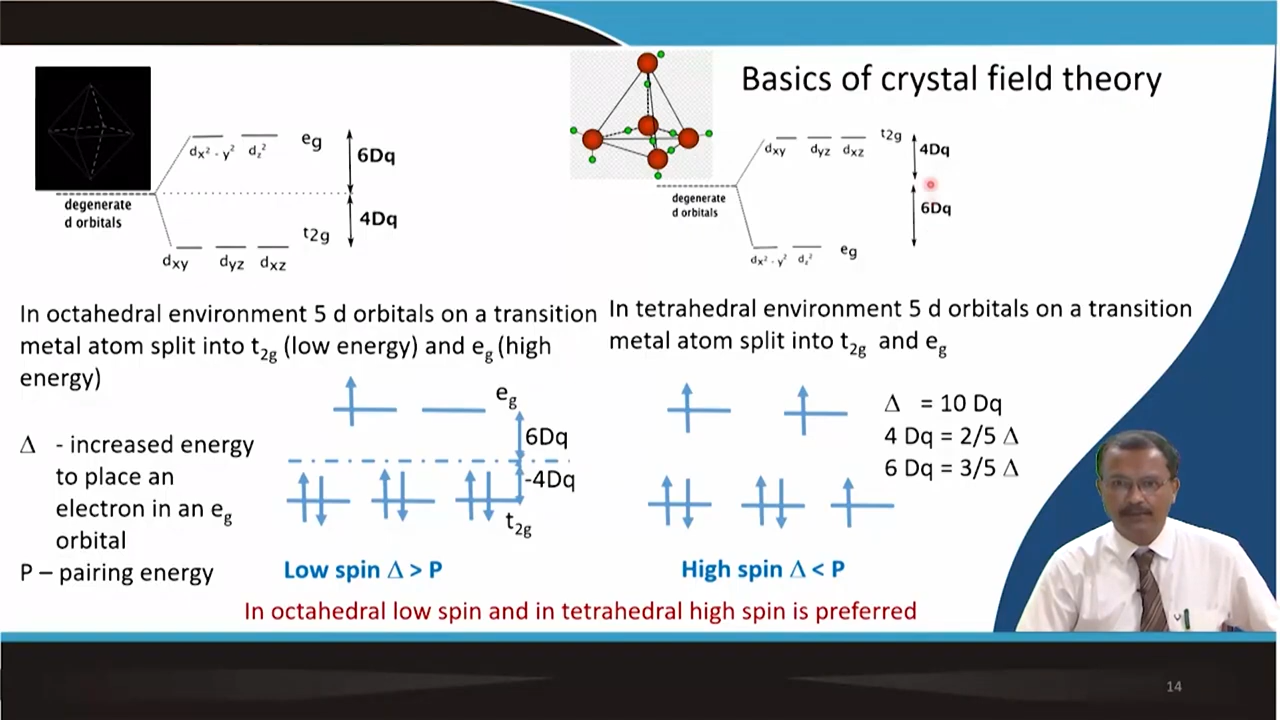 Basics of crystal field theory
eg
dx² - y² dz²
6Dq
degenerate
d orbitals
4Dq
t2g
dxy dyz dxz
t2g
dxy dyz dxz
4Dq
degenerate
d orbitals
6Dq
eg
dx² - y² dz²
In octahedral environment 5 d orbitals on a transition
metal atom split into t2g (low energy) and eg (high
energy)
In tetrahedral environment 5 d orbitals on a transition
metal atom split into t2g and eg
Δ - increased energy
to place an
electron in an eg
orbital
P – pairing energy
eg
6Dq
-4Dq
t2g
Low spin Δ > P
Δ = 10 Dq
4 Dq = 2/5 Δ
6 Dq = 3/5 Δ
High spin Δ < P
In octahedral low spin and in tetrahedral high spin is preferred
14